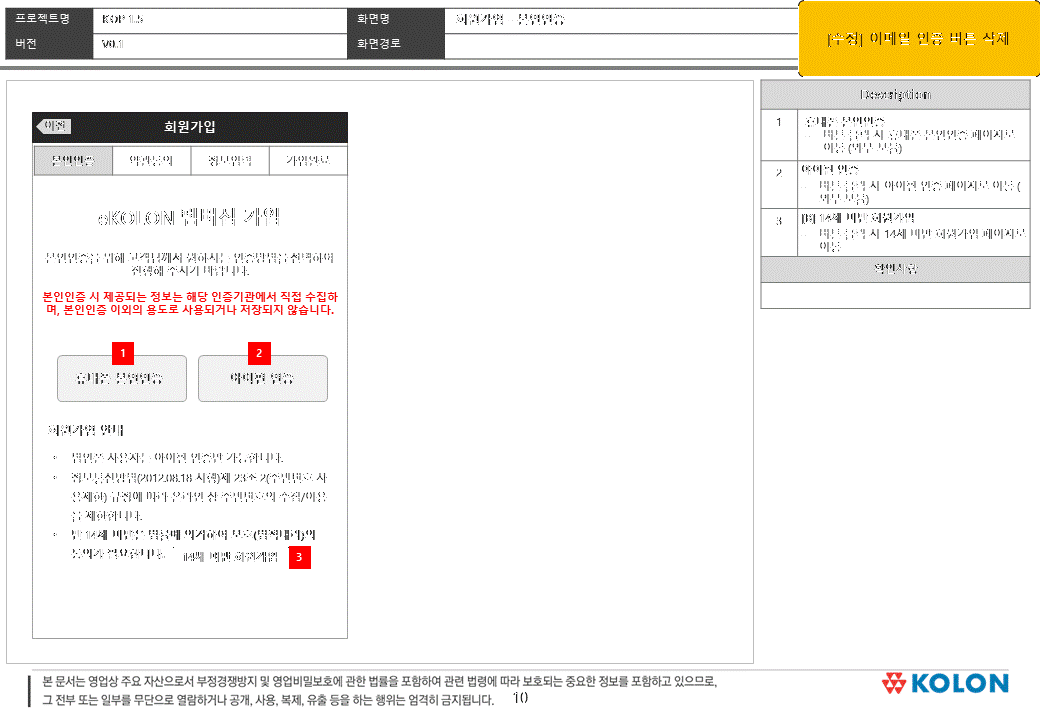 프로젝트명 KOP 1.5 화면명 회원가입 - 본인인증
버전 V0.1 화면경로
[수정] 이메일 인증 버튼 삭제
이전 회원가입
본인인증 약관동의 정보입력 가입완료
eKOLON 멤버십 가입
본인인증을 위해 고객님께서 원하시는 인증방법을 선택하여
진행해 주시기 바랍니다.
본인인증 시 제공되는 정보는 해당 인증기관에서 직접 수집하
며, 본인인증 이외의 용도로 사용되거나 저장되지 않습니다.
1 2
휴대폰 본인인증 아이핀 인증
회원가입 안내
• 법인폰 사용자는 아이핀 인증만 가능합니다.
• 정보통신망법(2012.08.18 시행)제 23조 2(주민번호 사
용제한) 규정에 따라 온라인 상 주민번호의 수집/이용
을 제한합니다.
• 만 14세 미만은 법률에 의거하여 보호(법적대리)의
동의가 필요합니다. 14세 미만 회원가입 3
Description
1 휴대폰 본인인증
- 버튼 클릭 시 휴대폰 본인인증 페이지로
이동 (외부 모듈)
2 아이핀 인증
- 버튼 클릭 시 아이핀 인증 페이지로 이동 (
외부 모듈)
3 [B] 14세 미만 회원가입
- 버튼 클릭 시 14세 미만 회원가입 페이지로
이동
확인사항
본 문서는 영업상 주요 자산으로서 부정경쟁방지 및 영업비밀보호에 관한 법률을 포함하여 관련 법령에 따라 보호되는 중요한 정보를 포함하고 있으므로,
그 전부 또는 일부를 무단으로 열람하거나 공개, 사용, 복제, 유출 등을 하는 행위는 엄격히 금지됩니다. 10
KOLON